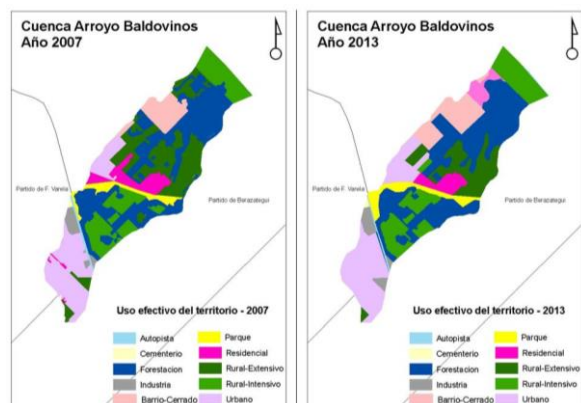 Cuenca Arroyo Baldovinos
Año 2007
Partido de F. Varela
Partido de Berazategui
Uso efectivo del territorio - 2007
Autopista
Parque
Cementerio
Residencial
Forestacion
Rural-Extensivo
Industria
Rural-Intensivo
Barrio-Cerrado
Urbano
Cuenca Arroyo Baldovinos
Año 2013
Partido de F. Varela
Partido de Berazategui
Uso efectivo del territorio - 2013
Autopista
Parque
Cementerio
Residencial
Forestacion
Rural-Extensivo
Industria
Rural-Intensivo
Barrio-Cerrado
Urbano